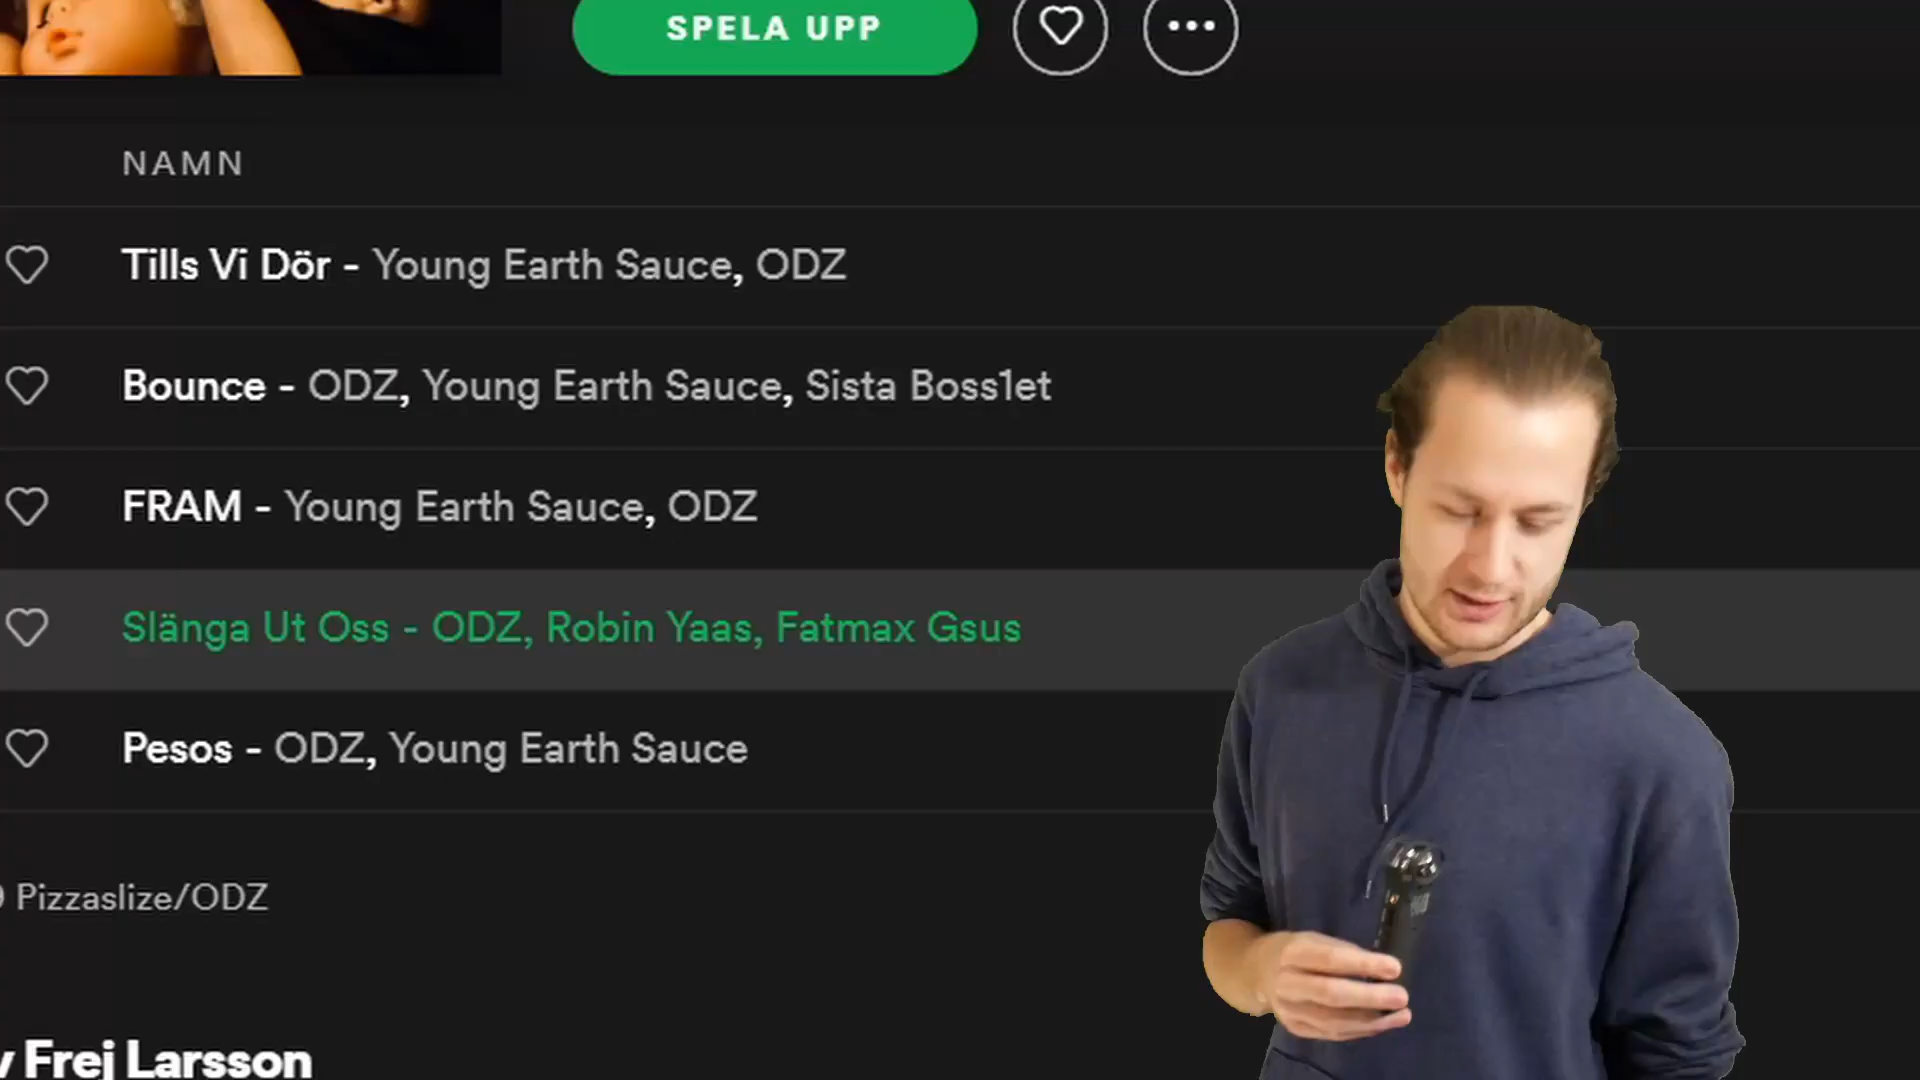 SPELA UPP
NAMN
Tills Vi Dör - Young Earth Sauce, ODZ
Bounce - ODZ, Young Earth Sauce, Sista Boss1et
FRAM - Young Earth Sauce, ODZ
Slänga Ut Oss - ODZ, Robin Yaas, Fatmax Gsus
Pesos - ODZ, Young Earth Sauce
Pizzaslize/ODZ
v Frej Larsson